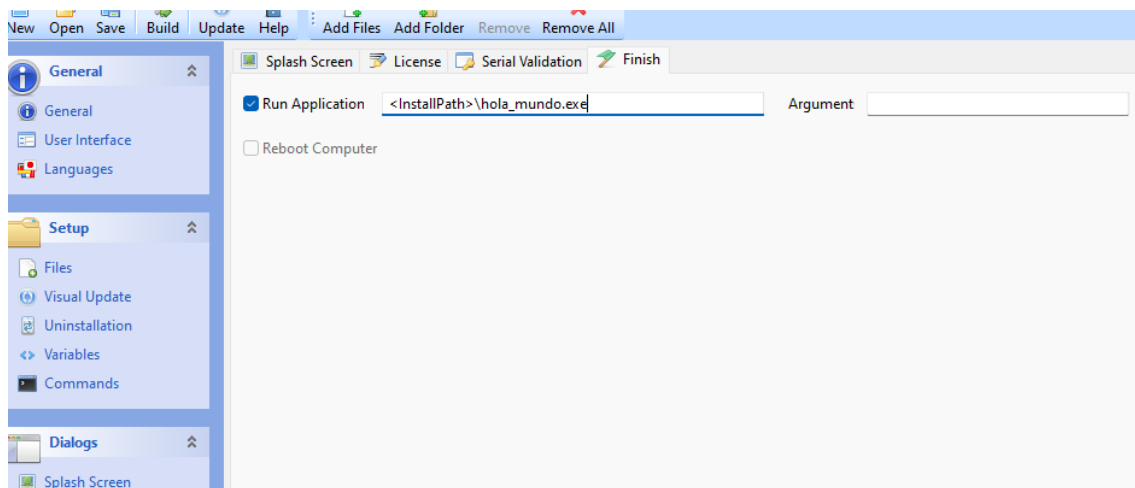 New Open Save Build Update Help Add Files Add Folder Remove Remove All
General
General
User Interface
Languages
Setup
Files
Visual Update
Uninstallation
Variables
Commands
Dialogs
Splash Screen
Splash Screen License Serial Validation Finish
Run Application <InstallPath>\hola_mundo.exe Argument
Reboot Computer